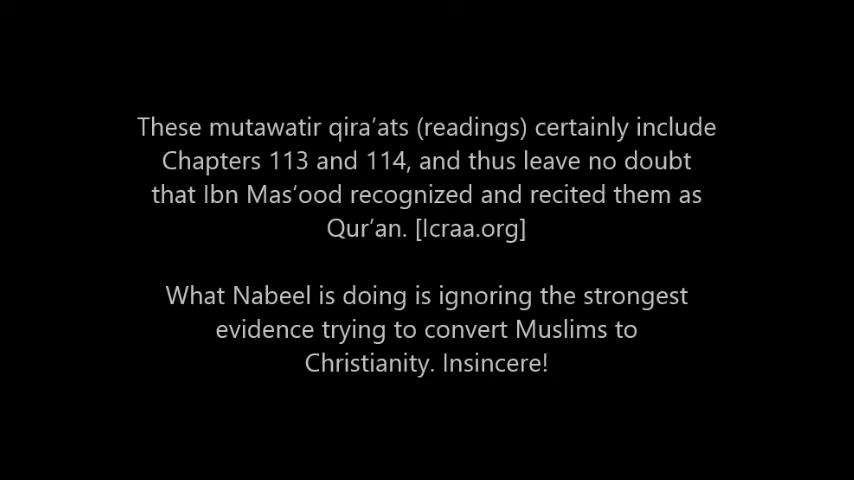 These mutawatir qira’ats (readings) certainly include
Chapters 113 and 114, and thus leave no doubt
that Ibn Mas’ood recognized and recited them as
Qur’an. [Icraa.org]
What Nabeel is doing is ignoring the strongest
evidence trying to convert Muslims to
Christianity. Insincere!